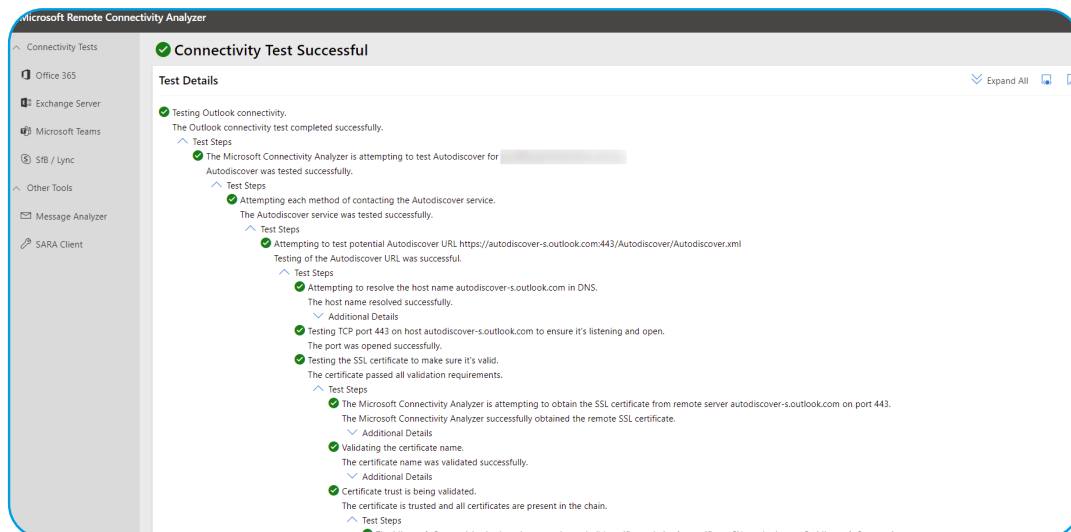 Microsoft Remote Connectivity Analyzer
Connectivity Tests
Office 365
Exchange Server
Microsoft Teams
SfB / Lync
Other Tools
Message Analyzer
SARA Client
Connectivity Test Successful
Test Details
Expand All
Testing Outlook connectivity.
The Outlook connectivity test completed successfully.
Test Steps
The Microsoft Connectivity Analyzer is attempting to test Autodiscover for
Autodiscover was tested successfully.
Test Steps
Attempting each method of contacting the Autodiscover service.
The Autodiscover service was tested successfully.
Test Steps
Attempting to test potential Autodiscover URL https://autodiscover-s.outlook.com:443/Autodiscover/Autodiscover.xml
Testing of the Autodiscover URL was successful.
Test Steps
Attempting to resolve the host name autodiscover-s.outlook.com in DNS.
The host name resolved successfully.
Additional Details
Testing TCP port 443 on host autodiscover-s.outlook.com to ensure it's listening and open.
The port was opened successfully.
Testing the SSL certificate to make sure it's valid.
The certificate passed all validation requirements.
Test Steps
The Microsoft Connectivity Analyzer is attempting to obtain the SSL certificate from remote server autodiscover-s.outlook.com on port 443.
The Microsoft Connectivity Analyzer successfully obtained the remote SSL certificate.
Additional Details
Validating the certificate name.
The certificate name was validated successfully.
Additional Details
Certificate trust is being validated.
The certificate is trusted and all certificates are present in the chain.
Test Steps